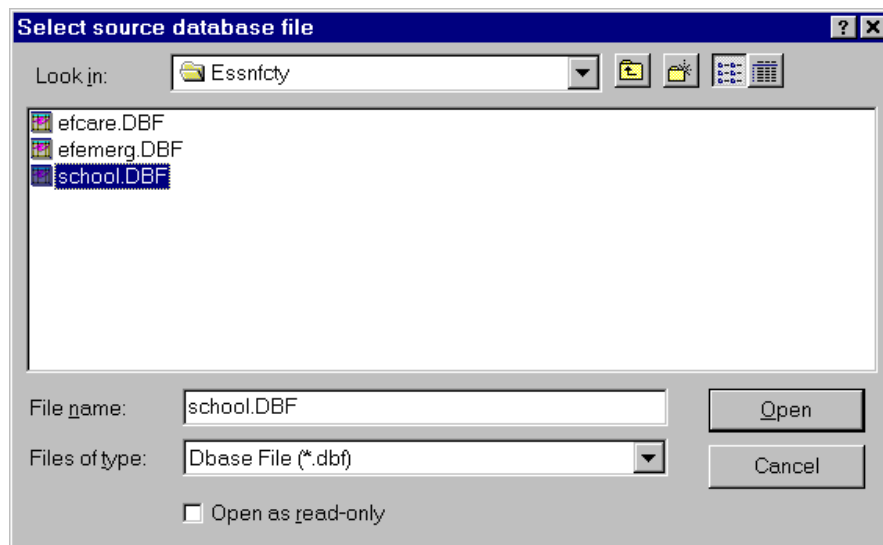 Select source database file
Look in: Essnfcty
efcare.DBF
efemerg.DBF
school.DBF
File name: school.DBF Open
Files of type: Dbase File (*.dbf) Cancel
Open as read-only